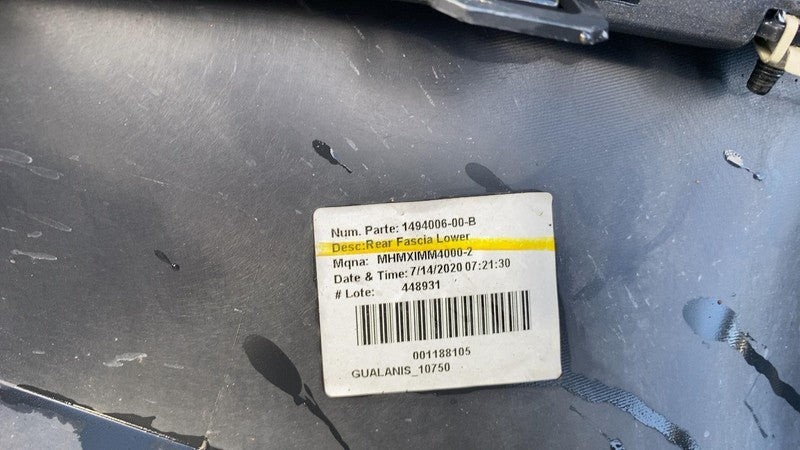 Num. Parte: 1494006-00-B
Desc:Rear Fascia Lower
Mqna: MHMXIMM4000-2
Date & Time: 7/14/2020 07:21:30
# Lote: 448931
001188105
GUALANIS_10750